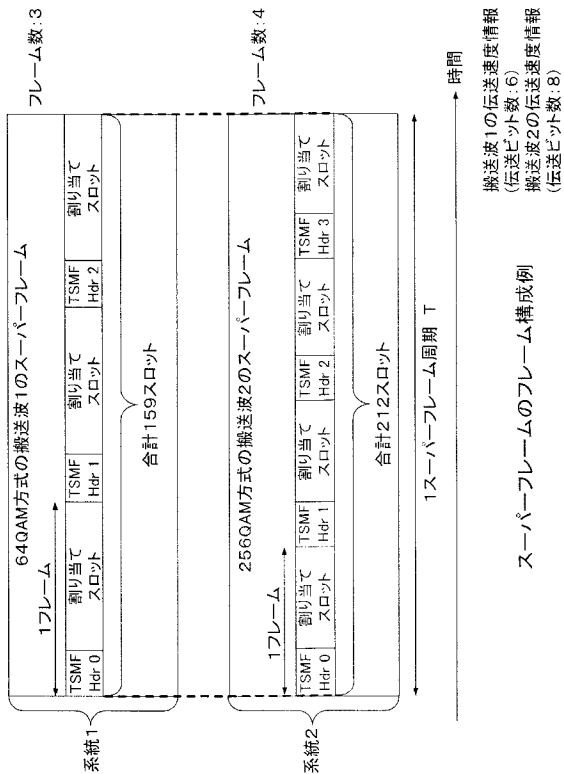 64QAM方式の搬送波1のスーパーフレーム
フレーム数:3
1フレーム
系統1
TSMF
Hdr 0
割り当て
スロット
TSMF
Hdr 1
割り当て
スロット
TSMF
Hdr 2
割り当て
スロット
合計159スロット
256QAM方式の搬送波2のスーパーフレーム
フレーム数:4
1フレーム
系統2
TSMF
Hdr 0
割り当て
スロット
TSMF
Hdr 1
割り当て
スロット
TSMF
Hdr 2
割り当て
スロット
TSMF
Hdr 3
割り当て
スロット
合計212スロット
1スーパーフレーム周期 T
時間
スーパーフレームのフレーム構成例
搬送波1の伝送速度情報
(伝送ビット数:6)
搬送波2の伝送速度情報
(伝送ビット数:8)